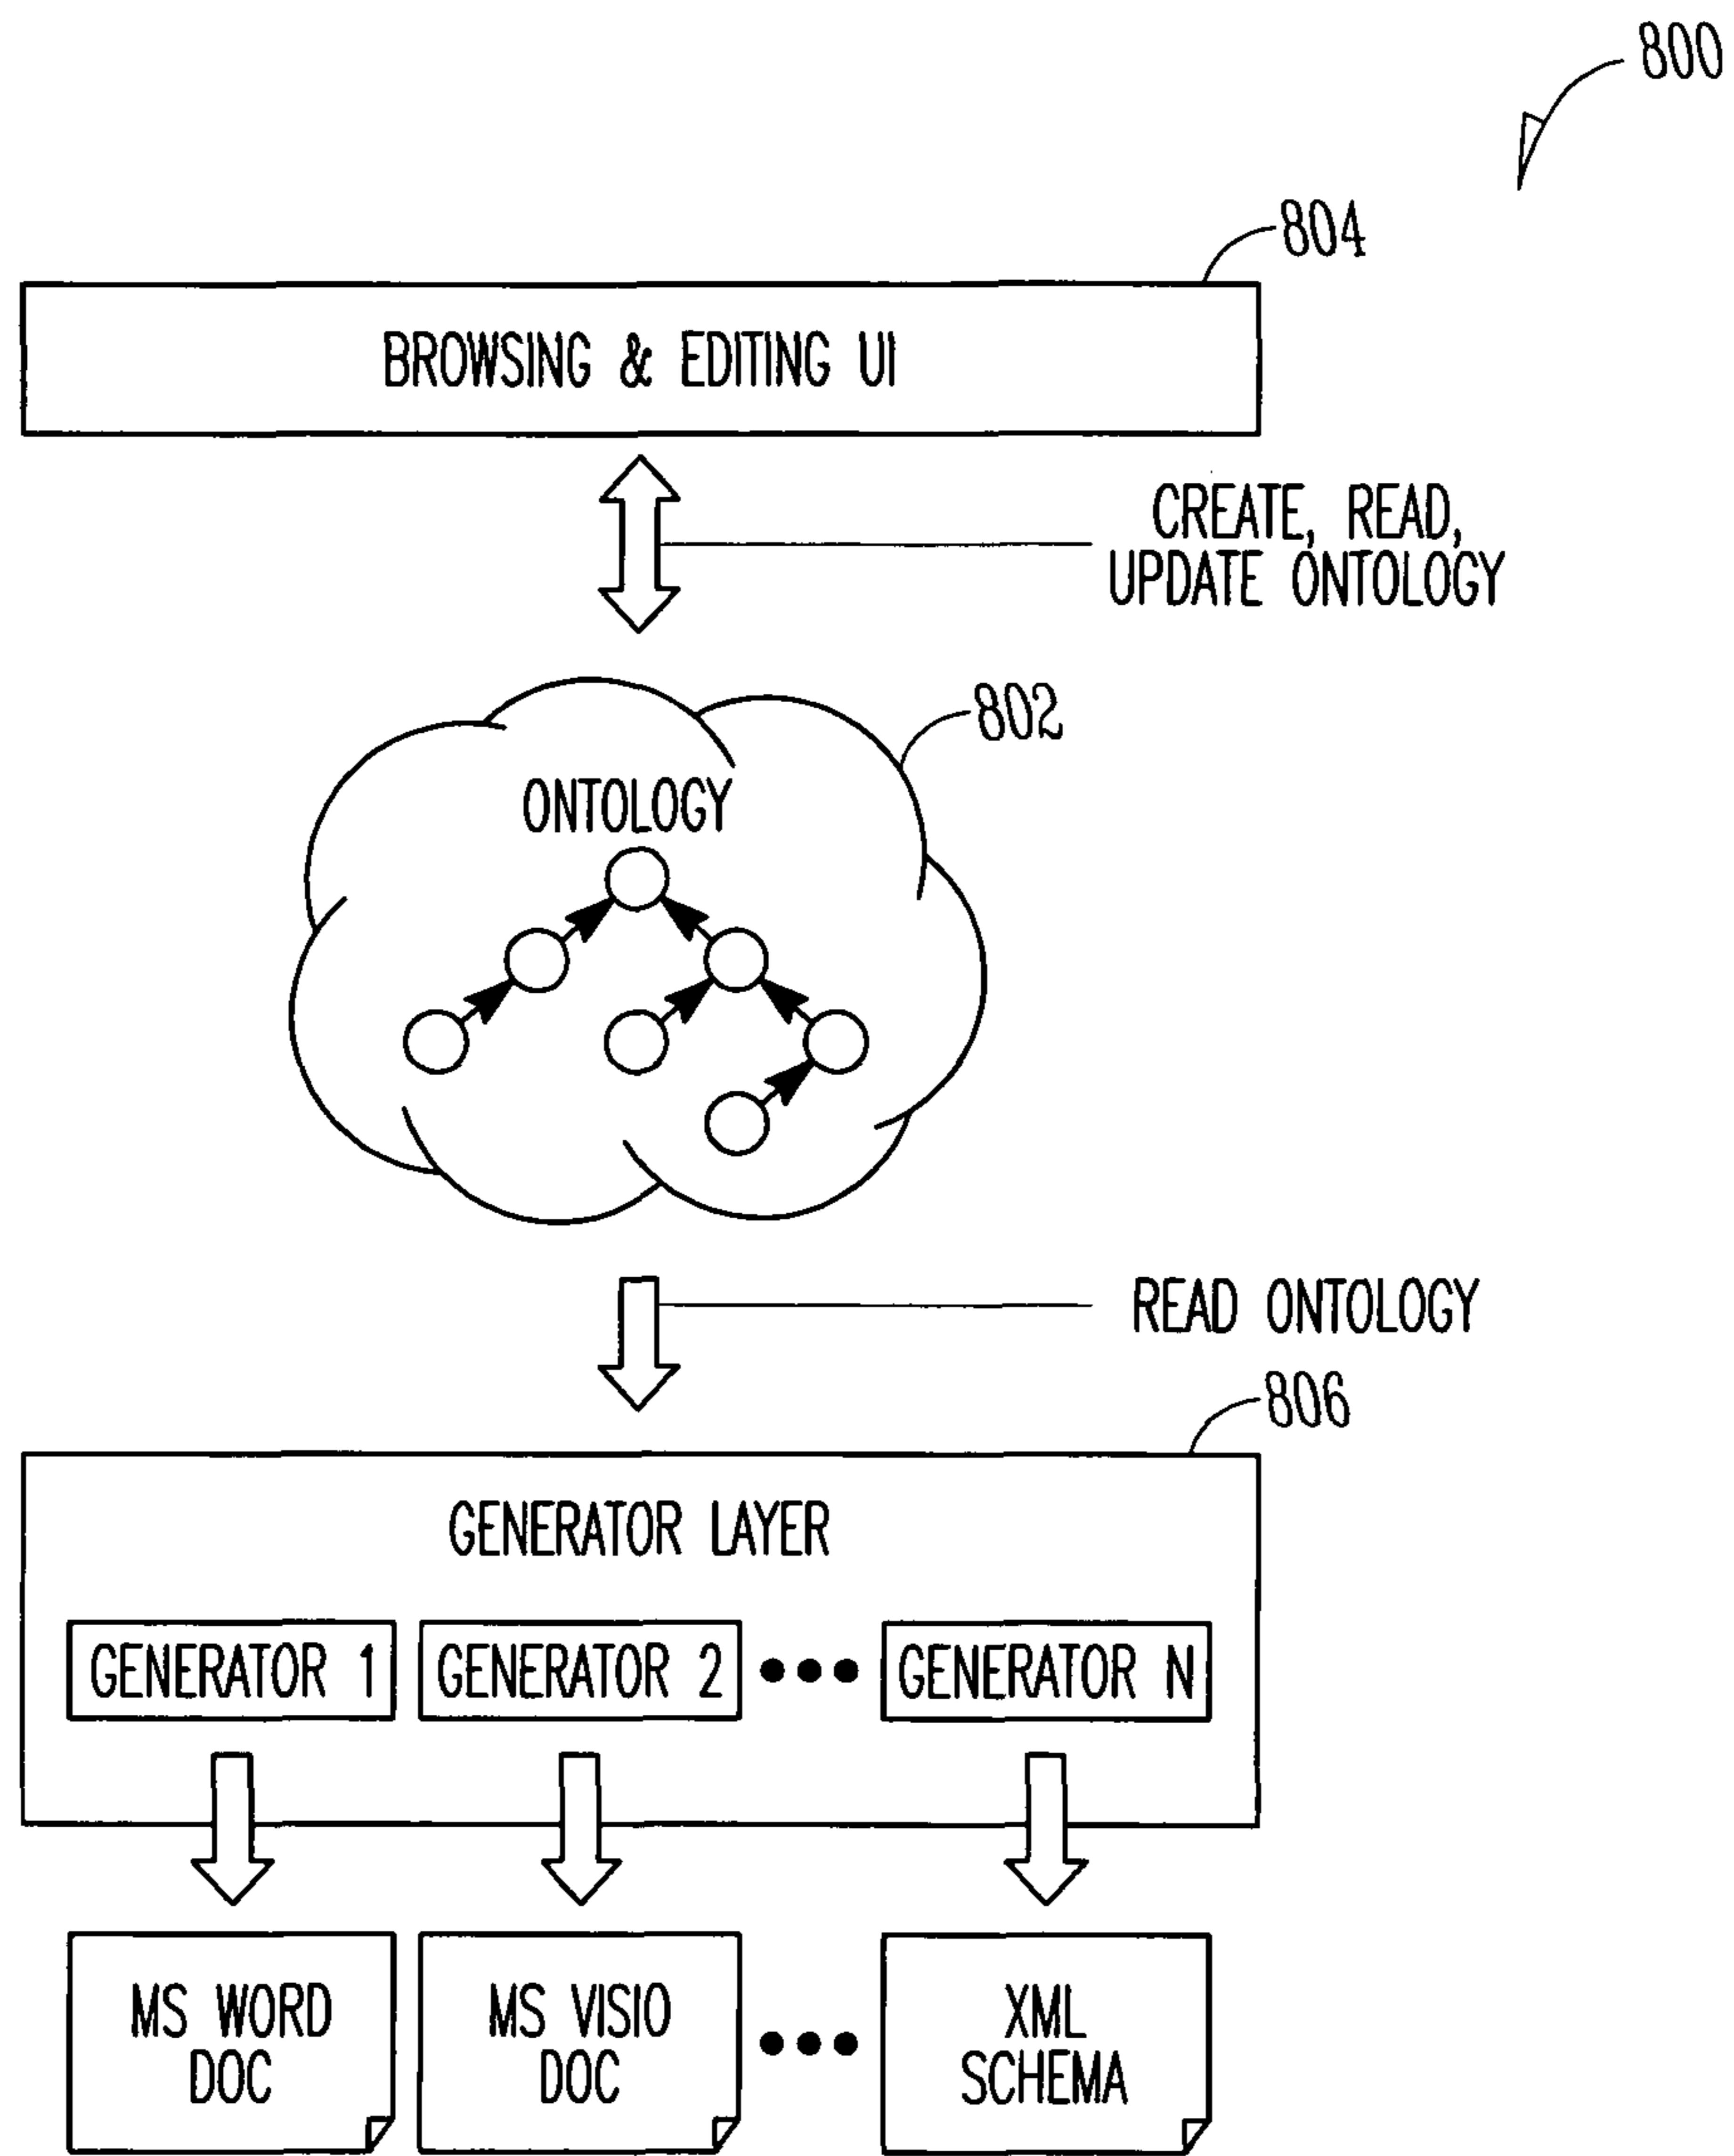 800
804
BROWSING & EDITING UI
CREATE, READ,
UPDATE ONTOLOGY
802
ONTOLOGY
READ ONTOLOGY
806
GENERATOR LAYER
GENERATOR 1
GENERATOR 2
GENERATOR N
MS WORD
DOC
MS VISIO
DOC
XML
SCHEMA